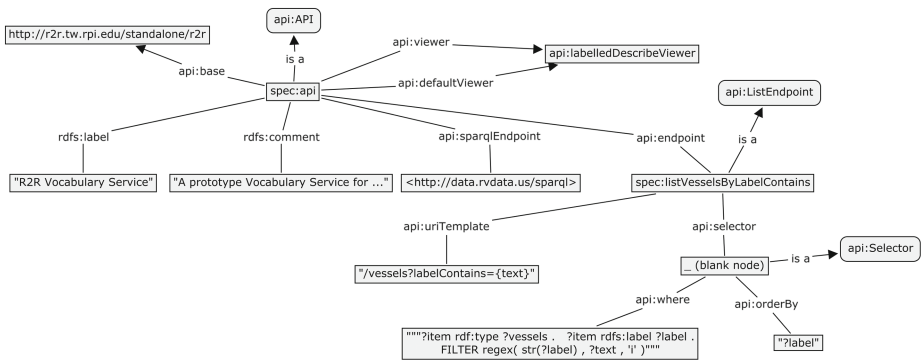 api:API
http://r2r.tw.rpi.edu/standalone/r2r
api:viewer
api:labelledDescribeViewer
is a
api:base
api:defaultViewer
spec:api
api:ListEndpoint
rdfs:label
rdfs:comment
api:sparqlEndpoint
api:endpoint
is a
"R2R Vocabulary Service"
"A prototype Vocabulary Service for ..."
<http://data.rvdata.us/sparql>
spec:listVesselsByLabelContains
api:uriTemplate
api:selector
api:Selector
"/vessels?labelContains={text}"
_ (blank node)
is a
api:where
api:orderBy
"""?item rdf:type ?vessels . ?item rdfs:label ?label .
FILTER regex( str(?label) , ?text , 'i' )"""
"?label"